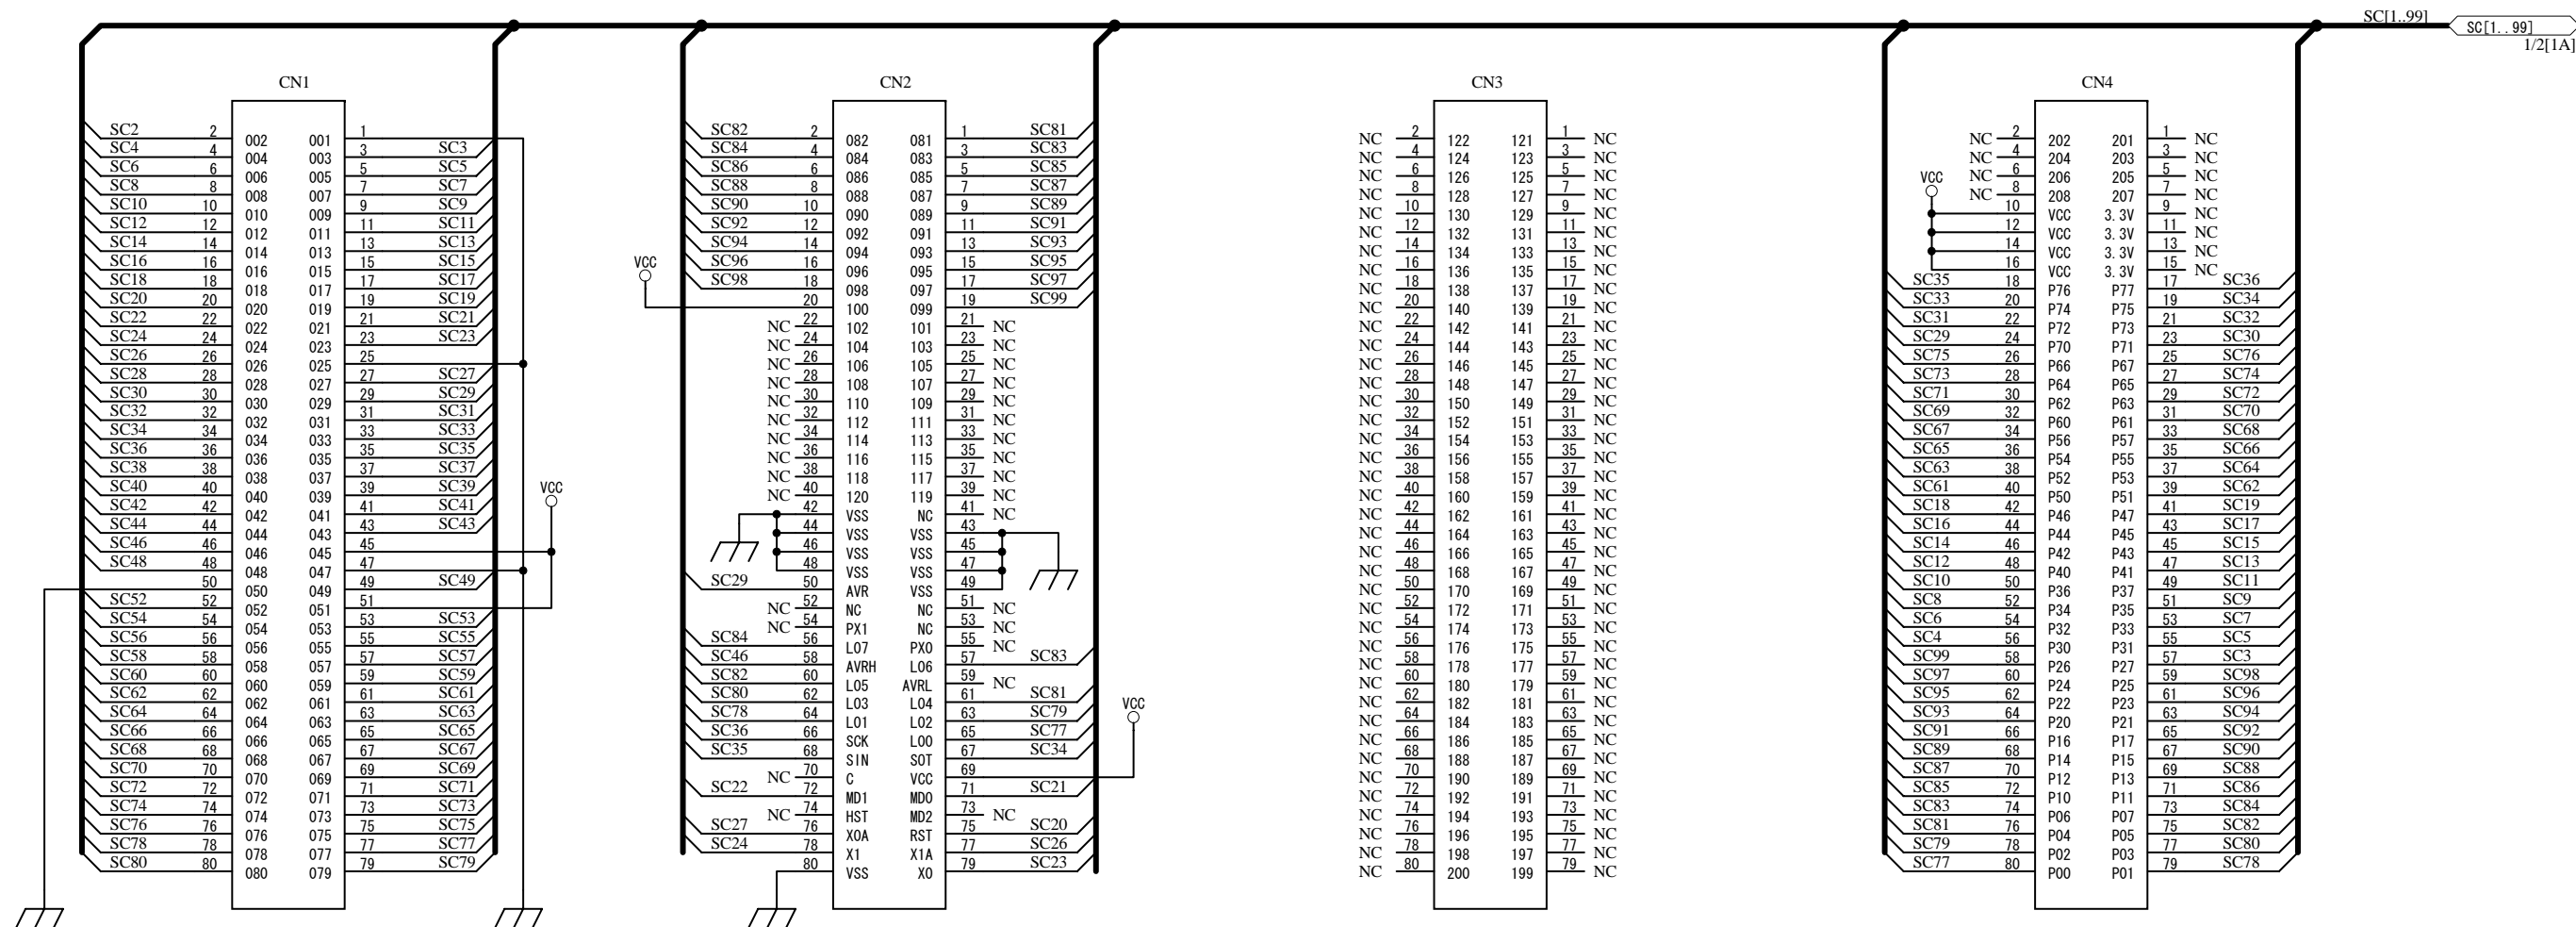 SC[1..99]
SC[1..99]
1/2[1A]
CN1
SC2 2 002 001 1
SC4 4 004 003 3 SC3
SC6 6 006 005 5 SC5
SC8 8 008 007 7 SC7
SC10 10 010 009 9 SC9
SC12 12 012 011 11 SC11
SC14 14 014 013 13 SC13
SC16 16 016 015 15 SC15
SC18 18 018 017 17 SC17
SC20 20 020 019 19 SC19
SC22 22 022 021 21 SC21
SC24 24 024 023 23 SC23
SC26 26 026 025 25
SC28 28 028 027 27 SC27
SC30 30 030 029 29 SC29
SC32 32 032 031 31 SC31
SC34 34 034 033 33 SC33
SC36 36 036 035 35 SC35
SC38 38 038 037 37 SC37
SC40 40 040 039 39 SC39
VCC
SC42 42 042 041 41 SC41
SC44 44 044 043 43 SC43
SC46 46 046 045 45
SC48 48 048 047 47
50 050 049 49 SC49
SC52 52 052 051 51
SC54 54 054 053 53 SC53
SC56 56 056 055 55 SC55
SC58 58 058 057 57 SC57
SC60 60 060 059 59 SC59
SC62 62 062 061 61 SC61
SC64 64 064 063 63 SC63
SC66 66 066 065 65 SC65
SC68 68 068 067 67 SC67
SC70 70 070 069 69 SC69
SC72 72 072 071 71 SC71
SC74 74 074 073 73 SC73
SC76 76 076 075 75 SC75
SC78 78 078 077 77 SC77
SC80 80 080 079 79 SC79
CN2
SC82 2 082 081 1 SC81
SC84 4 084 083 3 SC83
SC86 6 086 085 5 SC85
SC88 8 088 087 7 SC87
SC90 10 090 089 9 SC89
SC92 12 092 091 11 SC91
SC94 14 094 093 13 SC93
VCC
SC96 16 096 095 15 SC95
SC98 18 098 097 17 SC97
20 100 099 19 SC99
NC 22 102 101 21 NC
NC 24 104 103 23 NC
NC 26 106 105 25 NC
NC 28 108 107 27 NC
NC 30 110 109 29 NC
NC 32 112 111 31 NC
NC 34 114 113 33 NC
NC 36 116 115 35 NC
NC 38 118 117 37 NC
NC 40 120 119 39 NC
42 VSS NC 41 NC
44 VSS VSS 43
46 VSS VSS 45
48 VSS VSS 47
SC29 50 AVR VSS 49
NC 52 NC NC 51 NC
NC 54 PX1 NC 53 NC
SC84 56 L07 PX0 55 NC
SC46 58 AVRH L06 57 SC83
SC82 60 L05 AVRL 59 NC
SC80 62 L03 L04 61 SC81
VCC
SC78 64 L01 L02 63 SC79
SC36 66 SCK L00 65 SC77
SC35 68 SIN SOT 67 SC34
NC 70 C VCC 69
SC22 72 MD1 MD0 71 SC21
NC 74 HST MD2 73 NC
SC27 76 X0A RST 75 SC20
SC24 78 X1 X1A 77 SC26
80 VSS X0 79 SC23
CN3
NC 2 122 121 1 NC
NC 4 124 123 3 NC
NC 6 126 125 5 NC
NC 8 128 127 7 NC
NC 10 130 129 9 NC
NC 12 132 131 11 NC
NC 14 134 133 13 NC
NC 16 136 135 15 NC
NC 18 138 137 17 NC
NC 20 140 139 19 NC
NC 22 142 141 21 NC
NC 24 144 143 23 NC
NC 26 146 145 25 NC
NC 28 148 147 27 NC
NC 30 150 149 29 NC
NC 32 152 151 31 NC
NC 34 154 153 33 NC
NC 36 156 155 35 NC
NC 38 158 157 37 NC
NC 40 160 159 39 NC
NC 42 162 161 41 NC
NC 44 164 163 43 NC
NC 46 166 165 45 NC
NC 48 168 167 47 NC
NC 50 170 169 49 NC
NC 52 172 171 51 NC
NC 54 174 173 53 NC
NC 56 176 175 55 NC
NC 58 178 177 57 NC
NC 60 180 179 59 NC
NC 62 182 181 61 NC
NC 64 184 183 63 NC
NC 66 186 185 65 NC
NC 68 188 187 67 NC
NC 70 190 189 69 NC
NC 72 192 191 71 NC
NC 74 194 193 73 NC
NC 76 196 195 75 NC
NC 78 198 197 77 NC
NC 80 200 199 79 NC
CN4
NC 2 202 201 1 NC
NC 4 204 203 3 NC
VCC
NC 6 206 205 5 NC
NC 8 208 207 7 NC
10 VCC 3.3V 9 NC
12 VCC 3.3V 11 NC
14 VCC 3.3V 13 NC
16 VCC 3.3V 15 NC
SC35 18 P76 P77 17 SC36
SC33 20 P74 P75 19 SC34
SC31 22 P72 P73 21 SC32
SC29 24 P70 P71 23 SC30
SC75 26 P66 P67 25 SC76
SC73 28 P64 P65 27 SC74
SC71 30 P62 P63 29 SC72
SC69 32 P60 P61 31 SC70
SC67 34 P56 P57 33 SC68
SC65 36 P54 P55 35 SC66
SC63 38 P52 P53 37 SC64
SC61 40 P50 P51 39 SC62
SC18 42 P46 P47 41 SC19
SC16 44 P44 P45 43 SC17
SC14 46 P42 P43 45 SC15
SC12 48 P40 P41 47 SC13
SC10 50 P36 P37 49 SC11
SC8 52 P34 P35 51 SC9
SC6 54 P32 P33 53 SC7
SC4 56 P30 P31 55 SC5
SC99 58 P26 P27 57 SC3
SC97 60 P24 P25 59 SC98
SC95 62 P22 P23 61 SC96
SC93 64 P20 P21 63 SC94
SC91 66 P16 P17 65 SC92
SC89 68 P14 P15 67 SC90
SC87 70 P12 P13 69 SC88
SC85 72 P10 P11 71 SC86
SC83 74 P06 P07 73 SC84
SC81 76 P04 P05 75 SC82
SC79 78 P02 P03 77 SC80
SC77 80 P00 P01 79 SC78